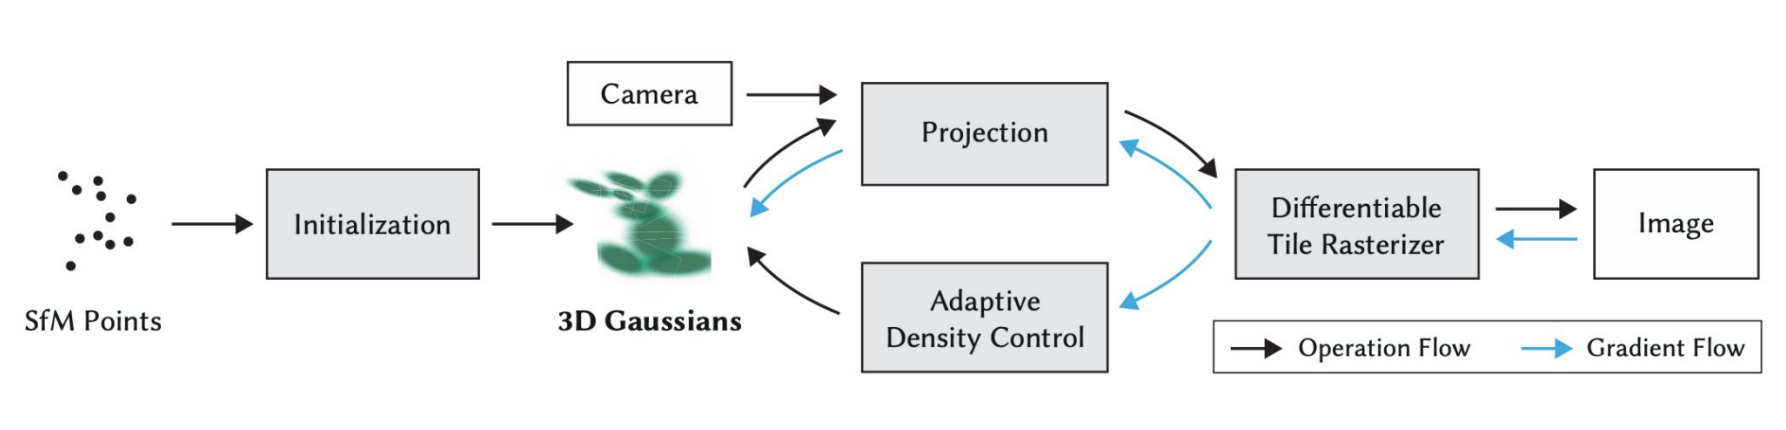 Camera
Projection
Initialization
Differentiable
Tile Rasterizer
Image
SfM Points
3D Gaussians
Adaptive
Density Control
Operation Flow
Gradient Flow